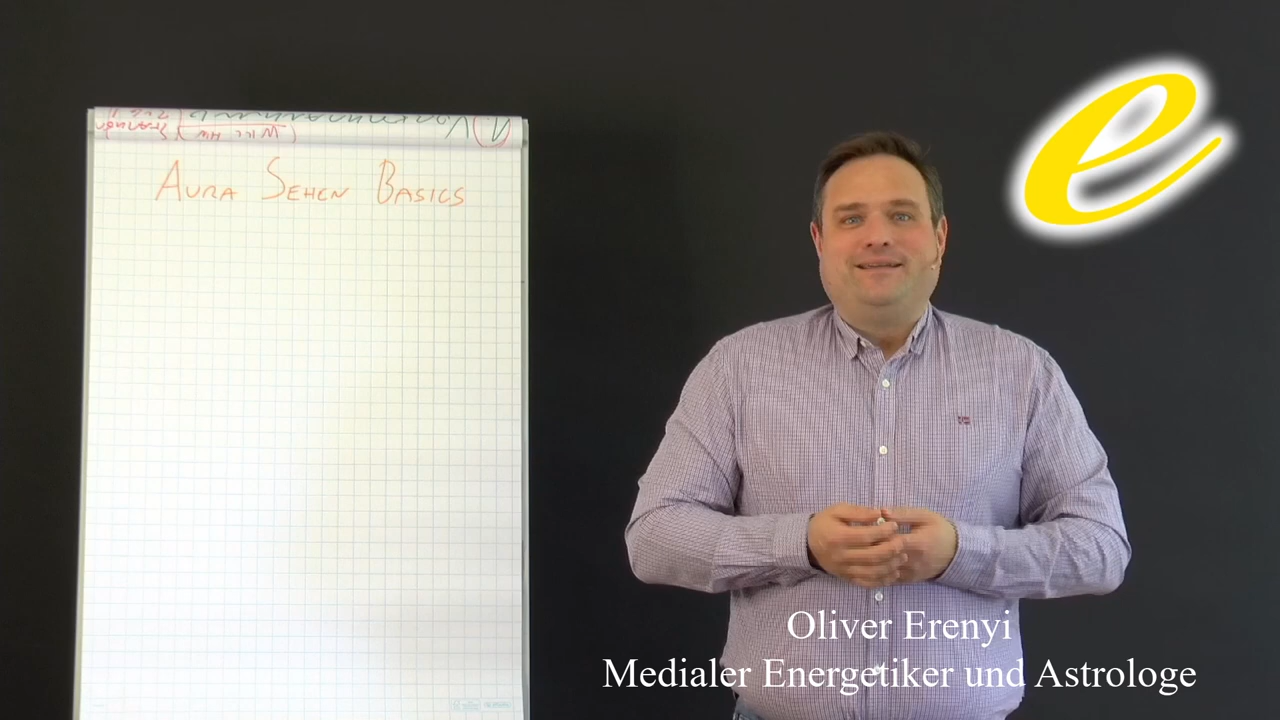 AURA SEHEN BASICS
e
Oliver Erenyi
Medialer Energetiker und Astrologe